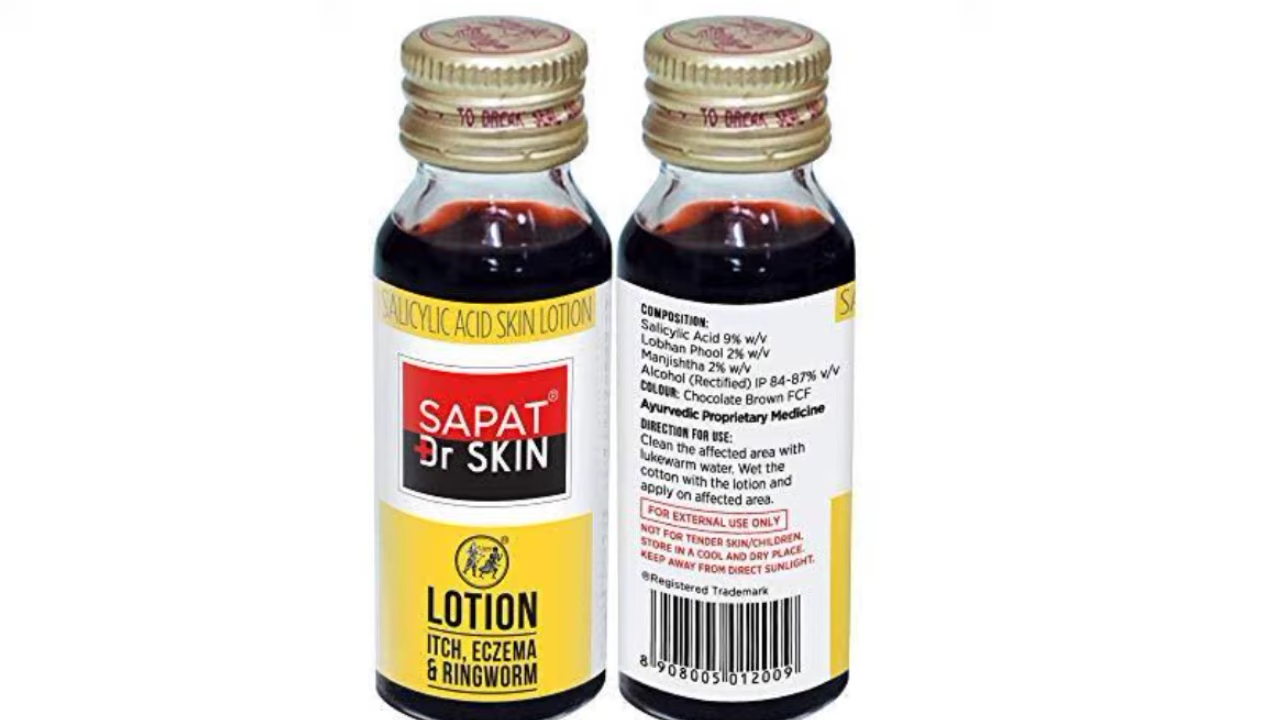 TO BREAK SEAL
SALICYLIC ACID SKIN LOTION
SAPAT®
Dr SKIN
®
LOTION
ITCH, ECZEMA
& RINGWORM
TO BREAK SEAL
SA
COMPOSITION:
Salicylic Acid 9% w/v
Lobhan Phool 2% w/v
Manjishtha 2% w/v
Alcohol (Rectified) IP 84-87% v/v
COLOUR: Chocolate Brown FCF
Ayurvedic Proprietary Medicine
DIRECTION FOR USE:
Clean the affected area with
lukewarm water. Wet the
cotton with the lotion and
apply on affected area.
FOR EXTERNAL USE ONLY
NOT FOR TENDER SKIN/CHILDREN.
STORE IN A COOL AND DRY PLACE.
KEEP AWAY FROM DIRECT SUNLIGHT.
®Registered Trademark
8 908005 012009